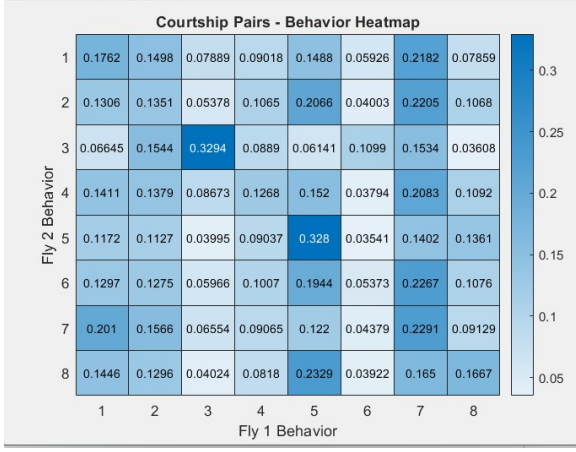 Courtship Pairs - Behavior Heatmap
1 0.1762 0.1498 0.07889 0.09018 0.1488 0.05926 0.2182 0.07859
2 0.1306 0.1351 0.05378 0.1065 0.2066 0.04003 0.2205 0.1068
3 0.06645 0.1544 0.3294 0.0889 0.06141 0.1099 0.1534 0.03608
4 0.1411 0.1379 0.08673 0.1268 0.152 0.03794 0.2083 0.1092
5 0.1172 0.1127 0.03995 0.09037 0.328 0.03541 0.1402 0.1361
6 0.1297 0.1275 0.05966 0.1007 0.1944 0.05373 0.2267 0.1076
7 0.201 0.1566 0.06554 0.09065 0.122 0.04379 0.2291 0.09129
8 0.1446 0.1296 0.04024 0.0818 0.2329 0.03922 0.165 0.1667
1 2 3 4 5 6 7 8
Fly 1 Behavior
Fly 2 Behavior
0.3
0.25
0.2
0.15
0.1
0.05